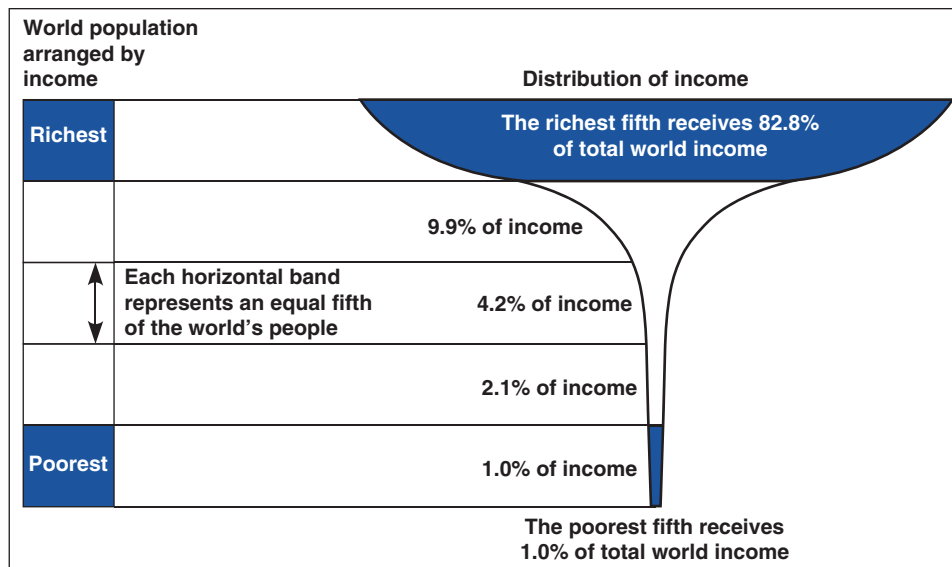 World population
arranged by
income
Distribution of income
Richest
The richest fifth receives 82.8%
of total world income
9.9% of income
Each horizontal band
represents an equal fifth
of the world's people
4.2% of income
2.1% of income
Poorest
1.0% of income
The poorest fifth receives
1.0% of total world income